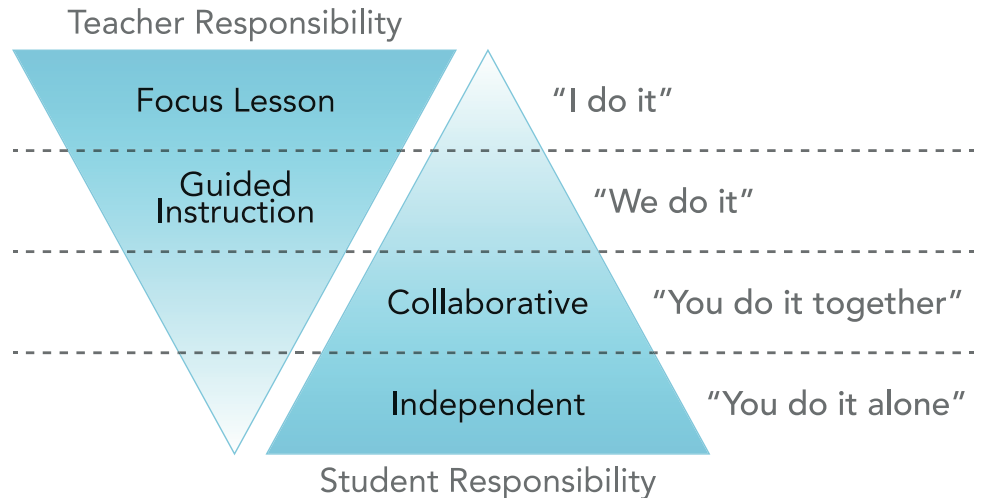 Teacher Responsibility
Focus Lesson
“I do it”
Guided
Instruction
“We do it”
Collaborative
“You do it together”
Independent
“You do it alone”
Student Responsibility